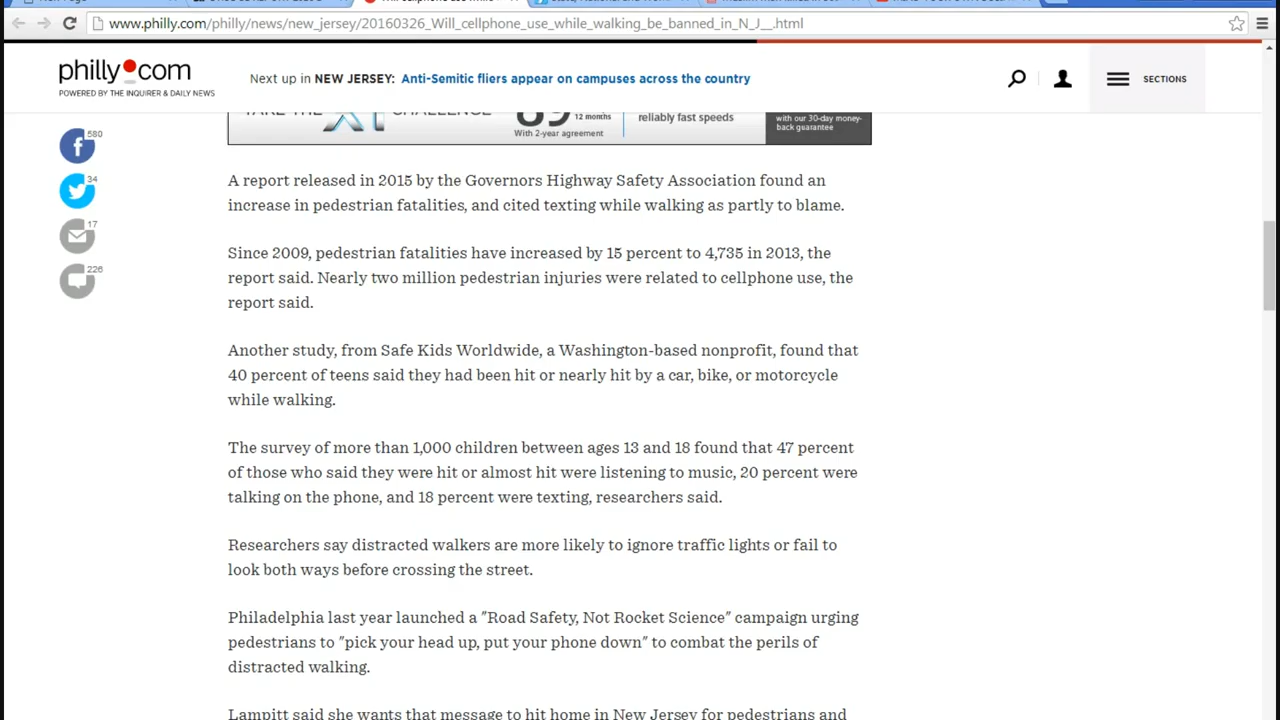 www.philly.com/philly/news/new_jersey/20160326_Will_cellphone_use_while_walking_be_banned_in_N_J__.html
philly.com
POWERED BY THE INQUIRER & DAILY NEWS
Next up in NEW JERSEY: Anti-Semitic fliers appear on campuses across the country
SECTIONS
TAKE THE X1 CHALLENGE
89
12 months
With 2-year agreement
reliably fast speeds
with our 30-day money-
back guarantee
580
34
17
226
A report released in 2015 by the Governors Highway Safety Association found an
increase in pedestrian fatalities, and cited texting while walking as partly to blame.
Since 2009, pedestrian fatalities have increased by 15 percent to 4,735 in 2013, the
report said. Nearly two million pedestrian injuries were related to cellphone use, the
report said.
Another study, from Safe Kids Worldwide, a Washington-based nonprofit, found that
40 percent of teens said they had been hit or nearly hit by a car, bike, or motorcycle
while walking.
The survey of more than 1,000 children between ages 13 and 18 found that 47 percent
of those who said they were hit or almost hit were listening to music, 20 percent were
talking on the phone, and 18 percent were texting, researchers said.
Researchers say distracted walkers are more likely to ignore traffic lights or fail to
look both ways before crossing the street.
Philadelphia last year launched a "Road Safety, Not Rocket Science" campaign urging
pedestrians to "pick your head up, put your phone down" to combat the perils of
distracted walking.
Lampitt said she wants that message to hit home in New Jersey for pedestrians and